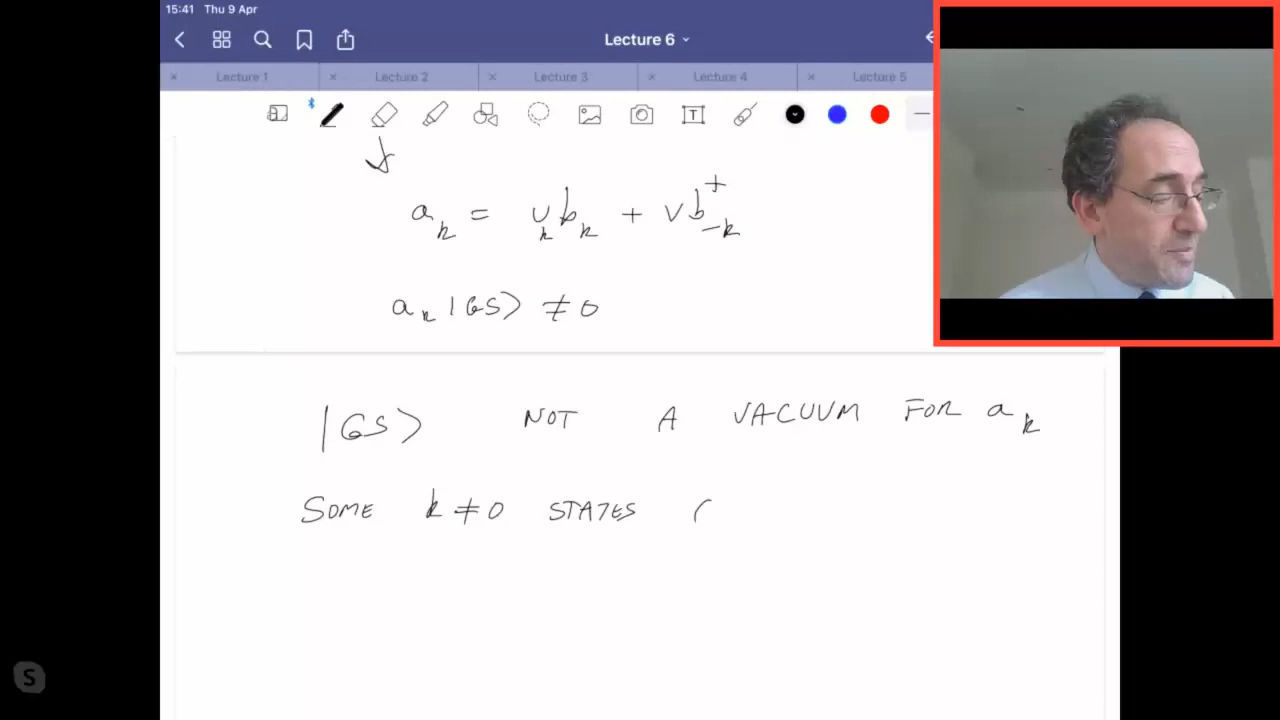 15:41 Thu 9 Apr
Lecture 6
Lecture 1 Lecture 2 Lecture 3 Lecture 4 Lecture 5
T
a_k = u_k b_k + v b^+_{-k}
a_k |GS> ≠ 0
|GS> NOT A VACUUM FOR a_k
SOME k ≠ 0 STATES (
S